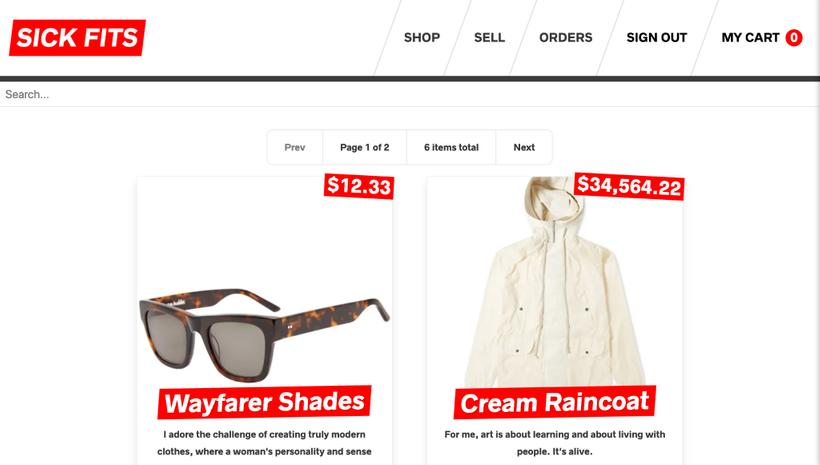 SICK FITS
SHOP
SELL
ORDERS
SIGN OUT
MY CART 0
Search...
Prev
Page 1 of 2
6 items total
Next
$12.33
Wayfarer Shades
I adore the challenge of creating truly modern
clothes, where a woman's personality and sense
$34,564.22
Cream Raincoat
For me, art is about learning and about living with
people. It's alive.